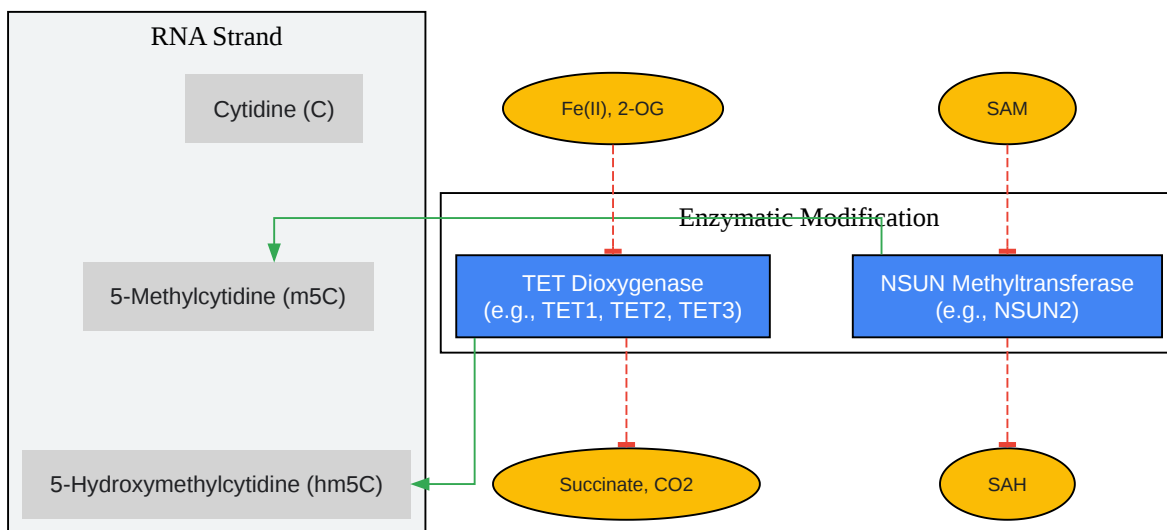 RNA Strand
Cytidine (C)
Fe(II), 2-OG
SAM
Enzymatic Modification
5-Methylcytidine (m5C)
TET Dioxygenase
(e.g., TET1, TET2, TET3)
NSUN Methyltransferase
(e.g., NSUN2)
5-Hydroxymethylcytidine (hm5C)
Succinate, CO2
SAH